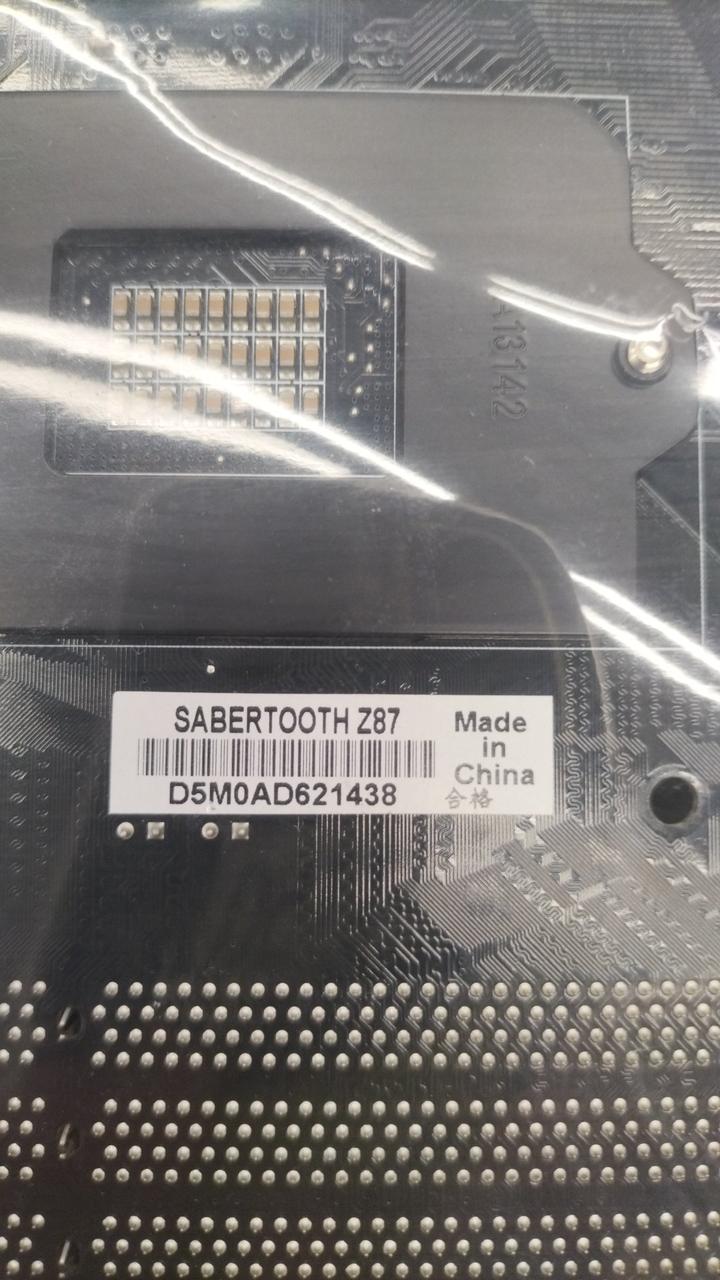 A13142
SABERTOOTH Z87
D5M0AD621438
Made
in
China
合格